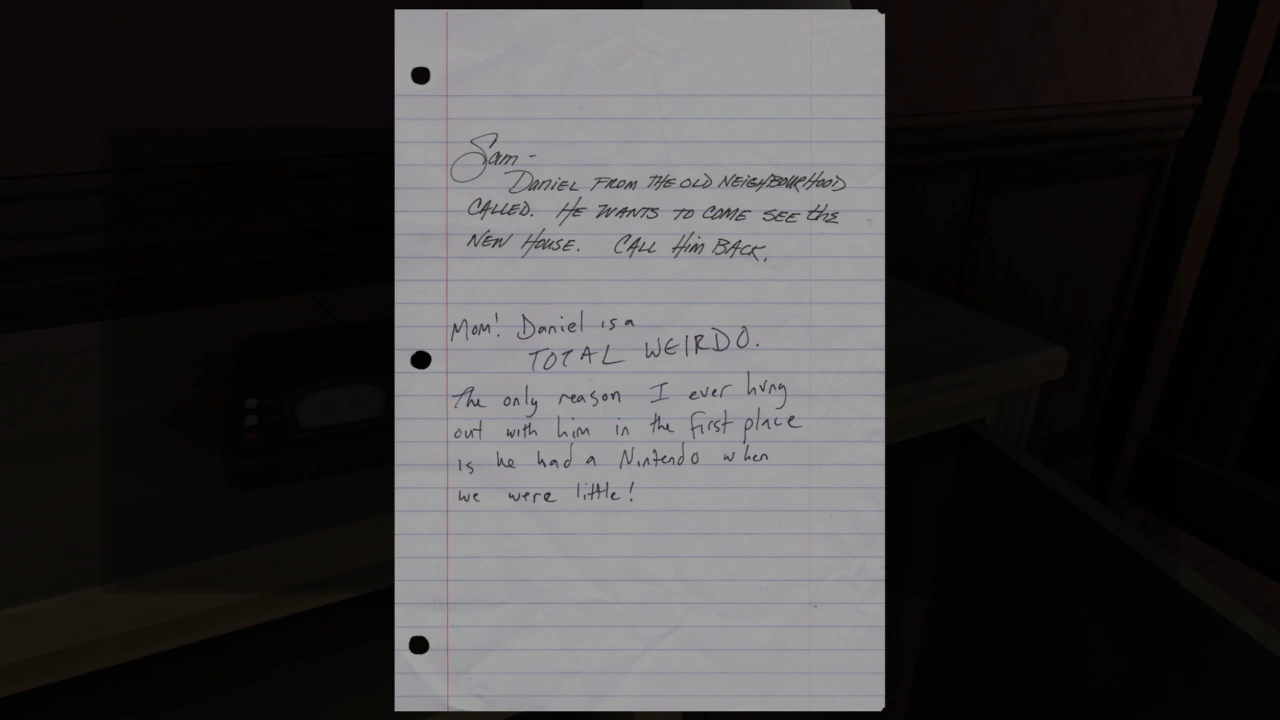 Sam -
DANIEL FROM THE OLD NEIGHBOURHOOD
CALLED. HE WANTS TO COME SEE the
NEW HOUSE. CALL HIM BACK.
Mom! Daniel is a
TOTAL WEIRDO.
The only reason I ever hung
out with him in the first place
is he had a Nintendo when
we were little!